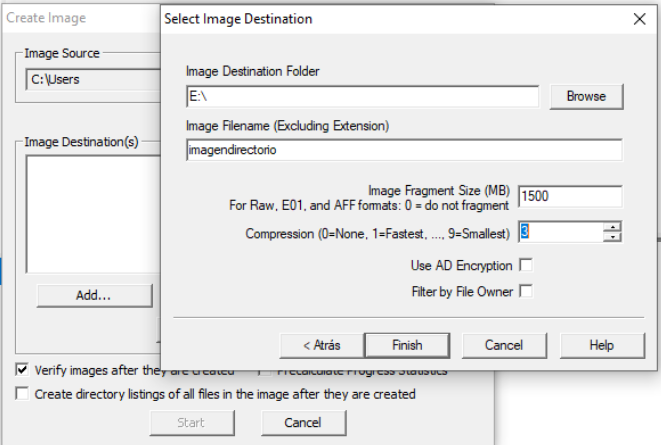 Create Image
Select Image Destination
Image Source
C:\Users
Image Destination Folder
E:\
Browse
Image Filename (Excluding Extension)
Image Destination(s)
imagendirectorio
Image Fragment Size (MB)
For Raw, E01, and AFF formats: 0 = do not fragment
1500
Compression (0=None, 1=Fastest, ..., 9=Smallest)
3
Use AD Encryption
Add...
Filter by File Owner
< Atrás
Finish
Cancel
Help
Verify images after they are created
Precalculate Progress Statistics
Create directory listings of all files in the image after they are created
Start
Cancel